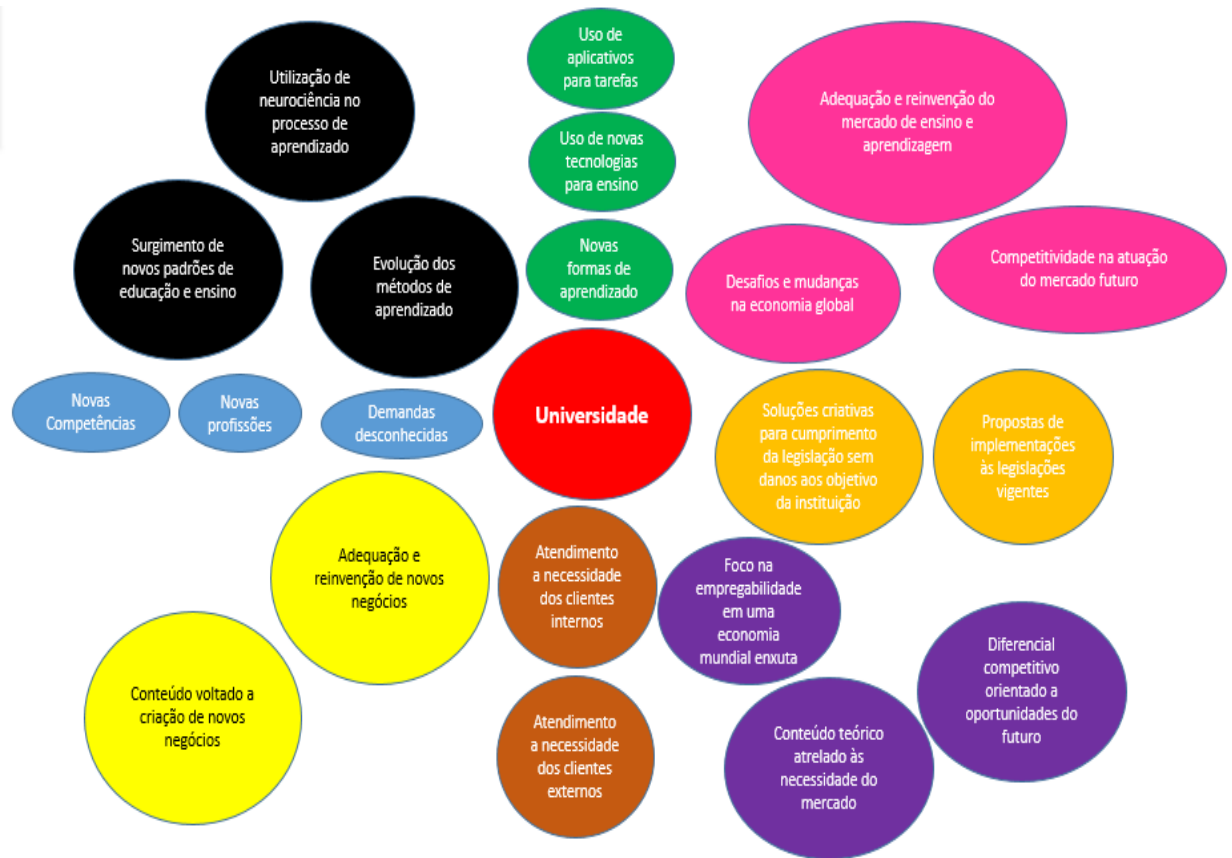 Uso de
aplicativos
para tarefas
Utilização de
neurociência no
processo de
aprendizado
Adequação e reinvenção do
mercado de ensino e
aprendizagem
Uso de novas
tecnologias
para ensino
Surgimento de
novos padrões de
educação e ensino
Evolução dos
métodos de
aprendizado
Novas
formas de
aprendizado
Desafios e mudanças
na economia global
Competitividade na atuação
do mercado futuro
Novas
Competências
Novas
profissões
Demandas
desconhecidas
Universidade
Soluções criativas
para cumprimento
da legislação sem
danos aos objetivo
da instituição
Propostas de
implementações
às legislações
vigentes
Adequação e
reinvenção de novos
negócios
Atendimento
a necessidade
dos clientes
internos
Foco na
empregabilidade
em uma
economia
mundial enxuta
Conteúdo voltado a
criação de novos
negócios
Atendimento
a necessidade
dos clientes
externos
Conteúdo teórico
atrelado às
necessidade do
mercado
Diferencial
competitivo
orientado a
oportunidades do
futuro